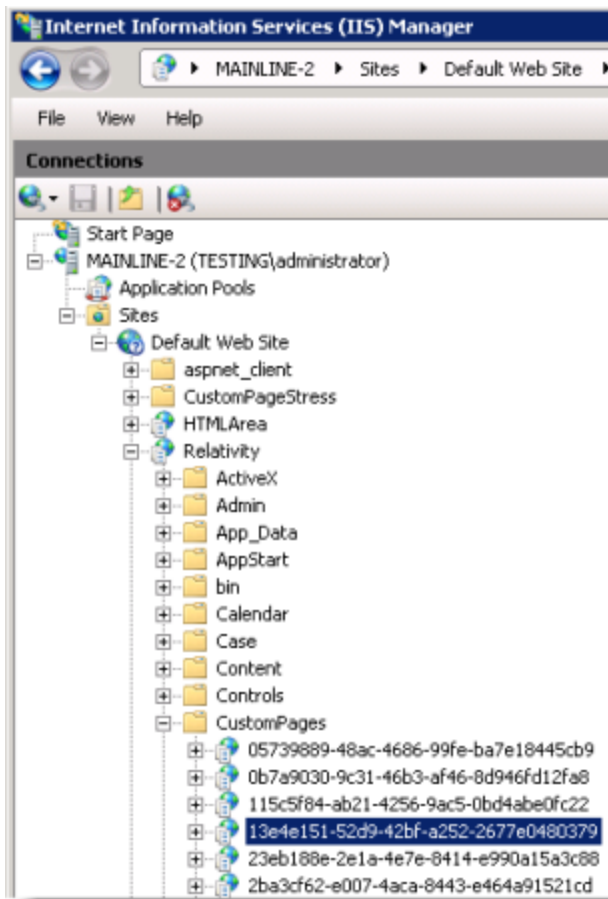 Internet Information Services (IIS) Manager
MAINLINE-2 Sites Default Web Site
File View Help
Connections
Start Page
MAINLINE-2 (TESTING\administrator)
Application Pools
Sites
Default Web Site
aspnet_client
CustomPageStress
HTMLArea
Relativity
ActiveX
Admin
App_Data
AppStart
bin
Calendar
Case
Content
Controls
CustomPages
05739889-48ac-4686-99fe-ba7e18445cb9
0b7a9030-9c31-46b3-af46-8d946fd12fa8
115c5f84-ab21-4256-9ac5-0bd4abe0fc22
13e4e151-52d9-42bf-a252-2677e0480379
23eb188e-2e1a-4e7e-8414-e990a15a3c88
2ba3cf62-e007-4aca-8443-e464a91521cd